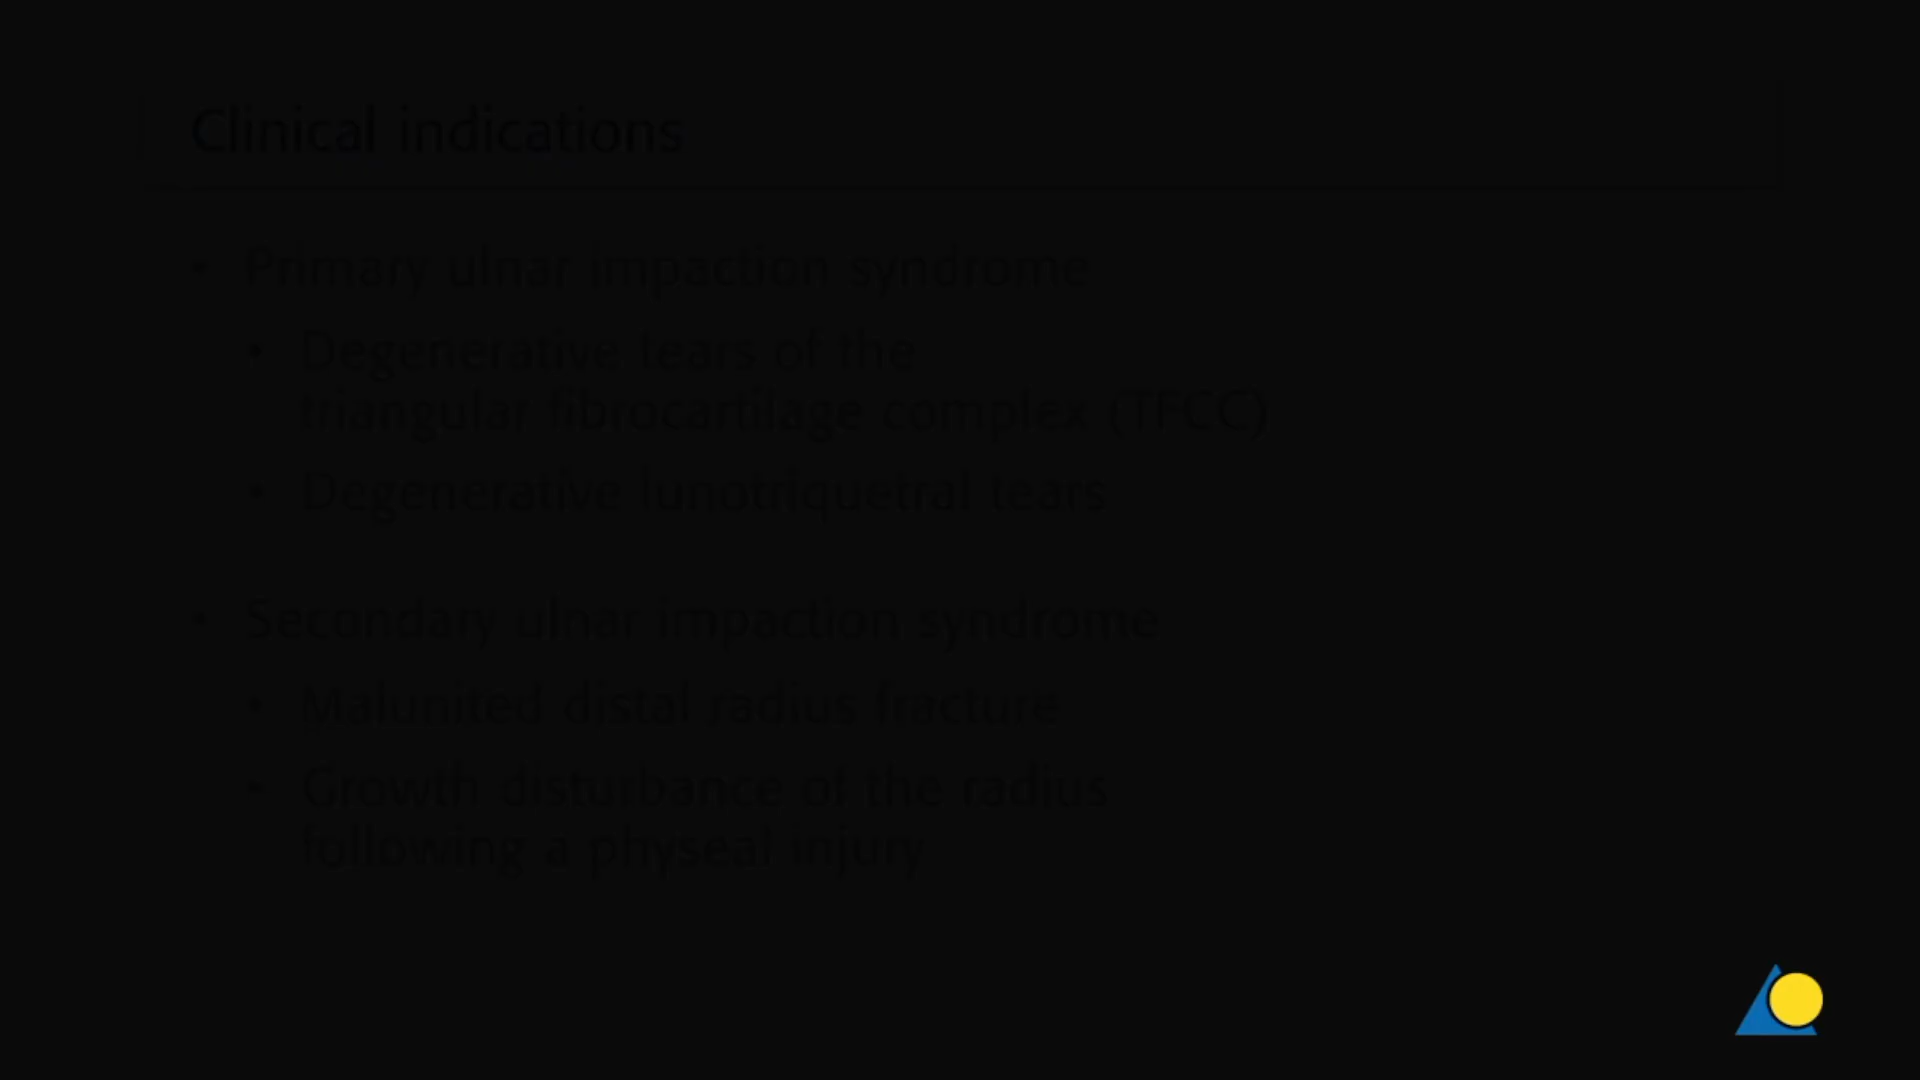 Clinical indications
• Primary ulnar impaction syndrome
• Degenerative tears of the
triangular fibrocartilage complex (TFCC)
• Degenerative lunotriquetral tears
• Secondary ulnar impaction syndrome
• Malunited distal radius fracture
• Growth disturbance of the radius
following a physeal injury